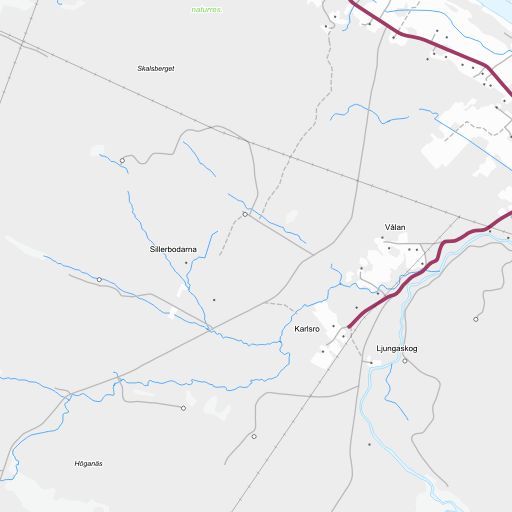 naturres.
Skalsberget
Vålan
Sillerbodarna
Karlsro
Ljungaskog
Höganäs